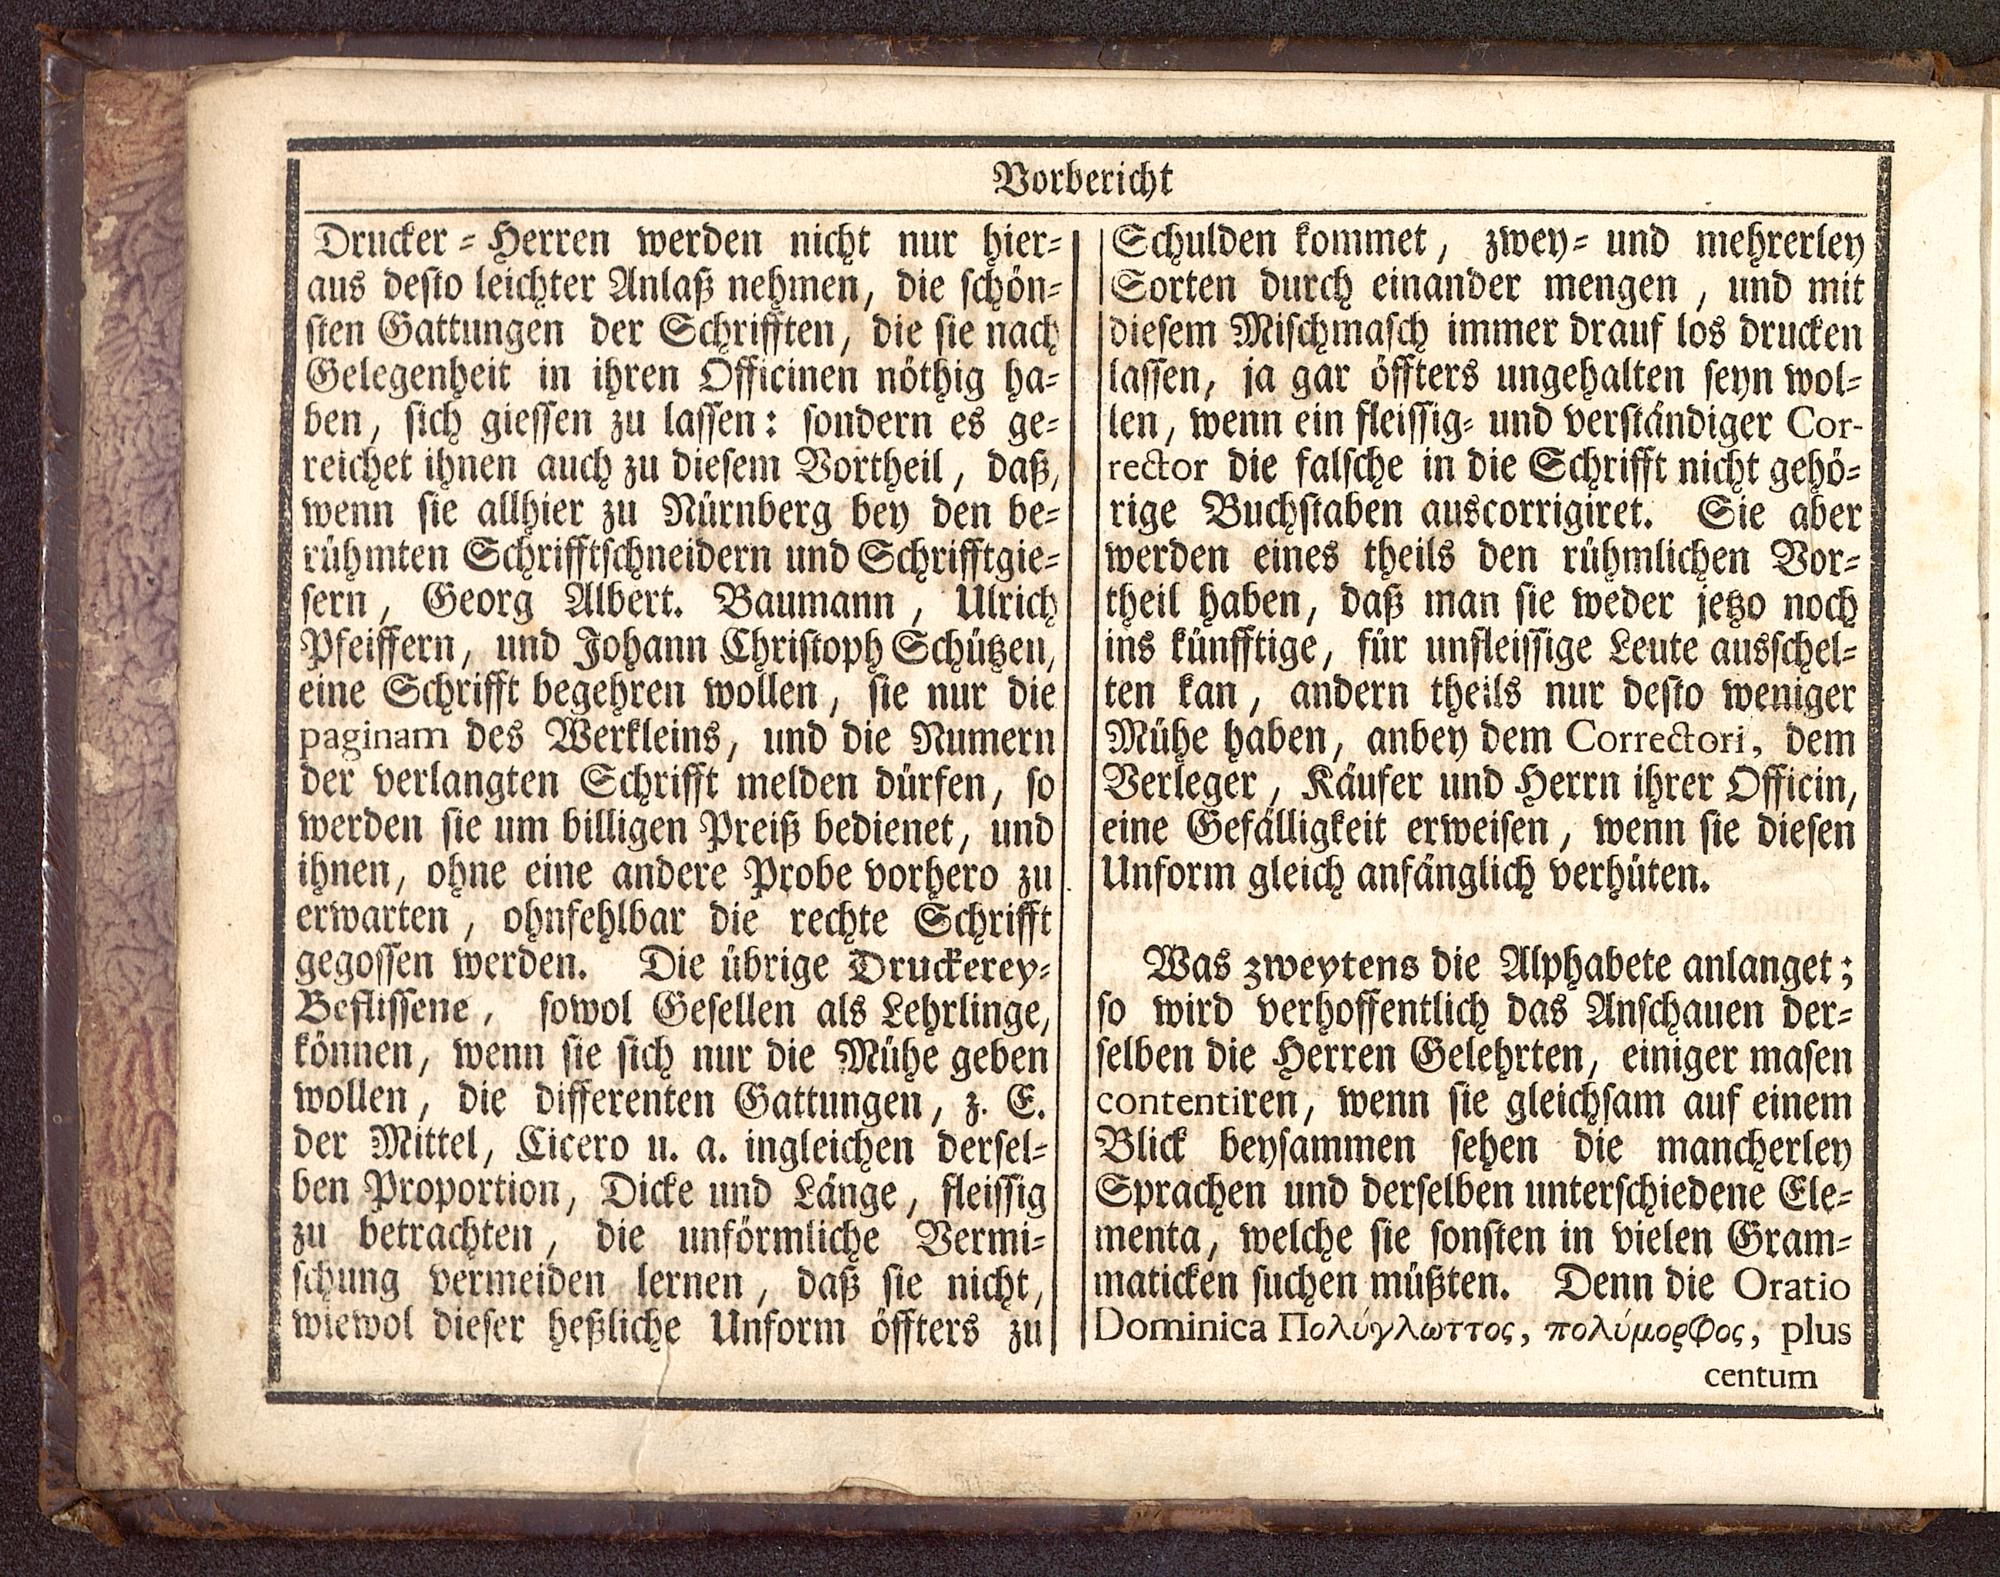 Vorbericht
Drucker-Herren werden nicht nur hier-
aus desto leichter Anlaß nehmen, die schön-
sten Gattungen der Schrifften, die sie nach
Gelegenheit in ihren Officinen nöthig ha-
ben, sich giessen zu lassen: sondern es ge-
reichet ihnen auch zu diesem Vortheil, daß,
wenn sie allhier zu Nürnberg bey den be-
rühmten Schrifftschneidern und Schrifftgie-
sern, Georg Albert. Baumann, Ulrich
Pfeiffern, und Johann Christoph Schützen,
eine Schrifft begehren wollen, sie nur die
paginam des Werkleins, und die Numern
der verlangten Schrifft melden dürfen, so
werden sie um billigen Preiß bedienet, und
ihnen, ohne eine andere Probe vorhero zu
erwarten, ohnfehlbar die rechte Schrifft
gegossen werden. Die übrige Druckerey-
Beflissene, sowol Gesellen als Lehrlinge,
können, wenn sie sich nur die Mühe geben
wollen, die differenten Gattungen, z. E.
der Mittel, Cicero u. a. ingleichen dersel-
ben Proportion, Dicke und Länge, fleissig
zu betrachten, die unförmliche Vermi-
schung vermeiden lernen, daß sie nicht,
wiewol dieser heßliche Unform öffters zu
Schulden kommet, zwey- und mehrerley
Sorten durch einander mengen, und mit
diesem Mischmasch immer drauf los drucken
lassen, ja gar öffters ungehalten seyn wol-
len, wenn ein fleissig- und verständiger Cor-
rector die falsche in die Schrifft nicht gehö-
rige Buchstaben auscorrigiret. Sie aber
werden eines theils den rühmlichen Vor-
theil haben, daß man sie weder jetzo noch
ins künfftige, für unfleissige Leute ausschel-
ten kan, andern theils nur desto weniger
Mühe haben, anbey dem Correctori, dem
Verleger, Käufer und Herrn ihrer Officin,
eine Gefälligkeit erweisen, wenn sie diesen
Unform gleich anfänglich verhüten.
Was zweytens die Alphabete anlanget;
so wird verhoffentlich das Anschauen der-
selben die Herren Gelehrten, einiger masen
contentiren, wenn sie gleichsam auf einem
Blick beysammen sehen die mancherley
Sprachen und derselben unterschiedene Ele-
menta, welche sie sonsten in vielen Gram-
maticken suchen müßten. Denn die Oratio
Dominica Πολύγλωττος, πολύμορφος, plus
centum